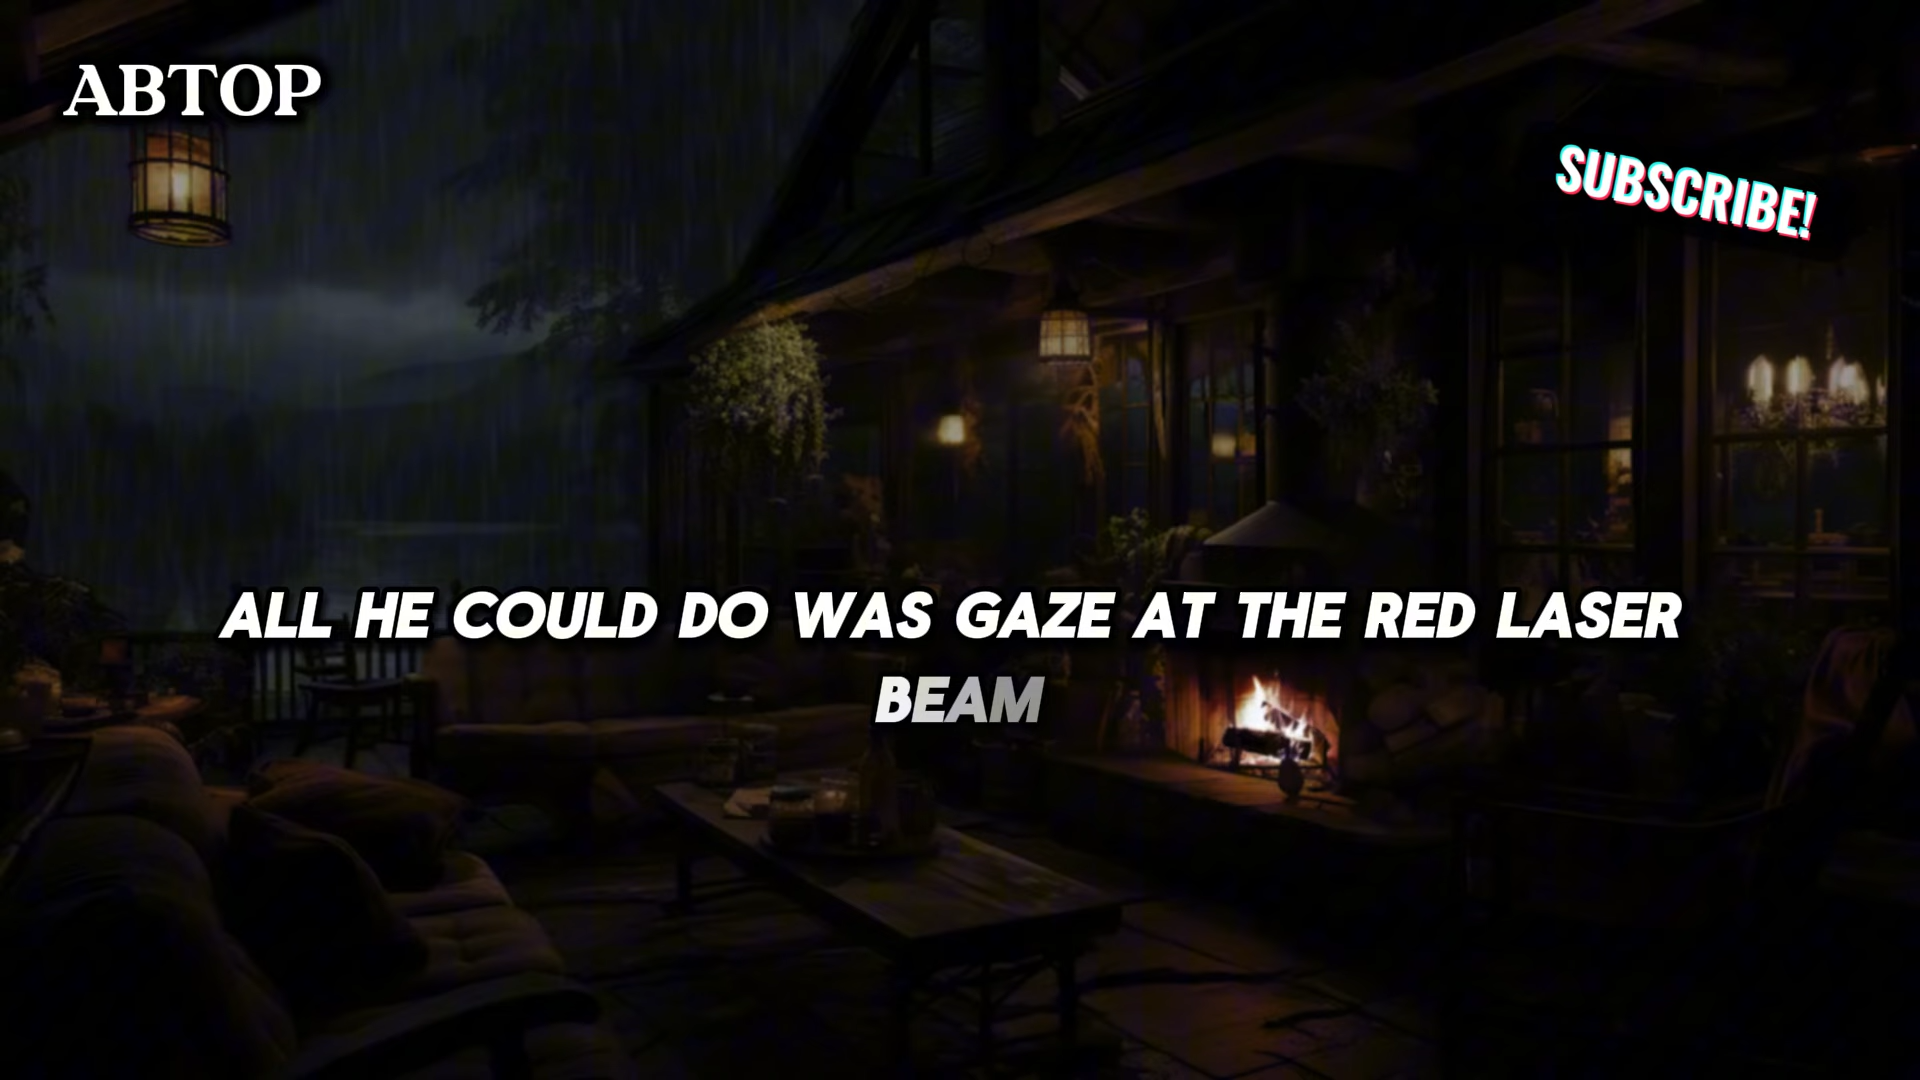 ABTOP
SUBSCRIBE!
ALL HE COULD DO WAS GAZE AT THE RED LASER
BEAM